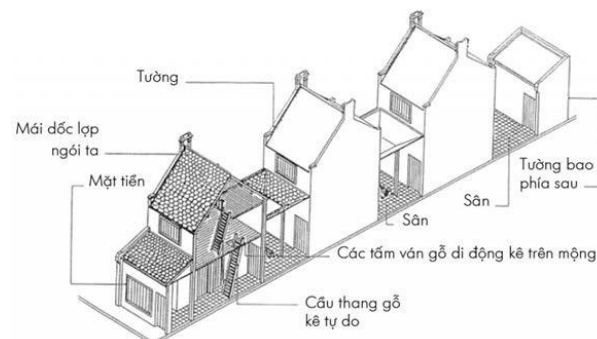 Tường
Mái dốc lợp
ngói ta
Mặt tiền
Tường bao
phía sau
Sân
Sân
Các tấm ván gỗ di động kê trên mộng
Cầu thang gỗ
kê tự do